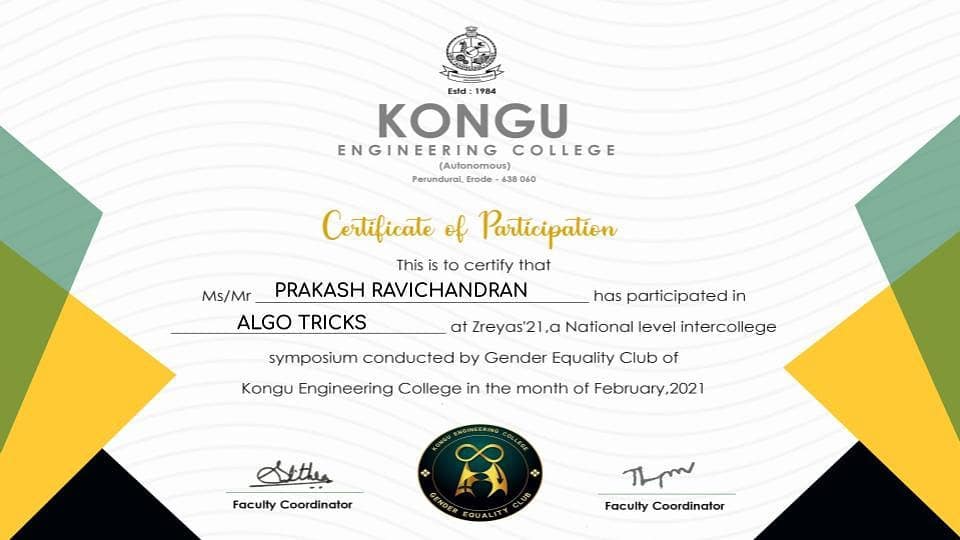 Estd : 1984
KONGU
ENGINEERING COLLEGE
(Autonomous)
Perundurai, Erode - 638 060
Certificate of Participation
This is to certify that
Ms/Mr PRAKASH RAVICHANDRAN has participated in
ALGO TRICKS at Zreyas'21,a National level intercollege
symposium conducted by Gender Equality Club of
Kongu Engineering College in the month of February,2021
KONGU ENGINEERING COLLEGE
GENDER EQUALITY CLUB
Faculty Coordinator
Faculty Coordinator